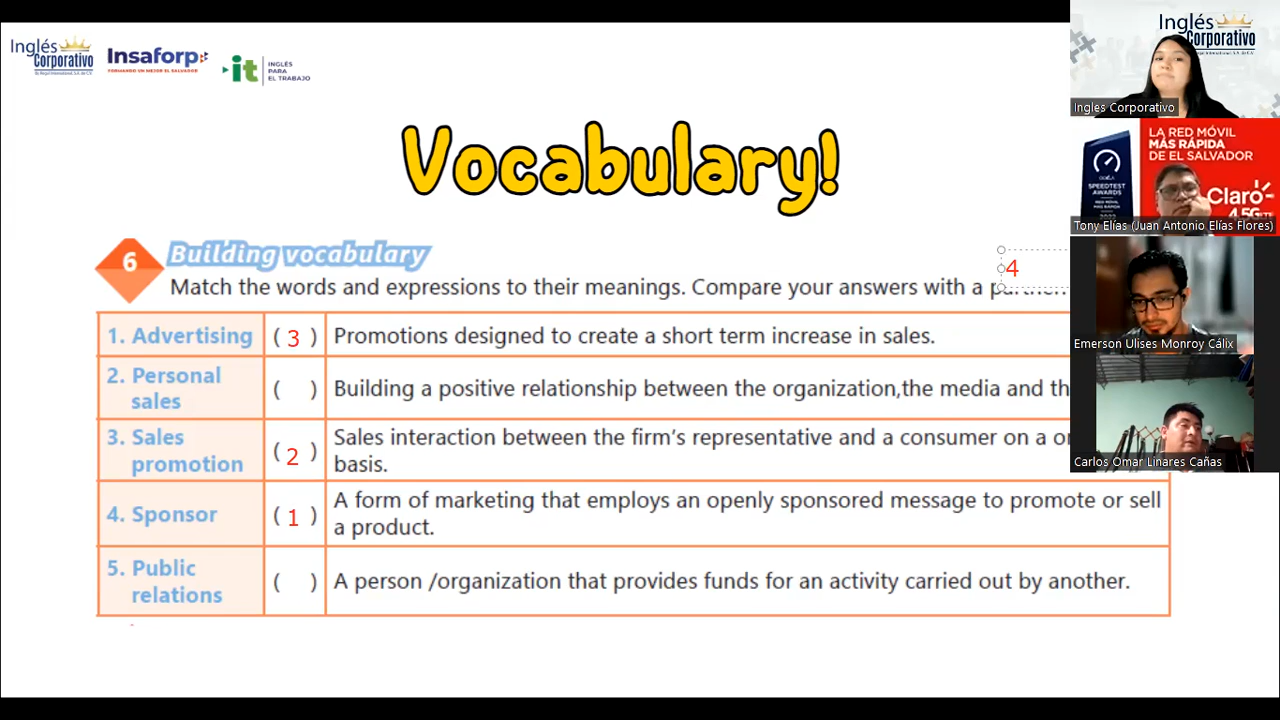 Inglés
Corporativo
Insaforp
FORMANDO UN MEJOR EL SALVADOR
it
INGLÉS
PARA
EL TRABAJO
Vocabulary!
6
Building vocabulary
Match the words and expressions to their meanings. Compare your answers with a partner.
4
1. Advertising ( 3 ) Promotions designed to create a short term increase in sales.
2. Personal
sales
( ) Building a positive relationship between the organization,the media and th
3. Sales
promotion
( 2 ) Sales interaction between the firm's representative and a consumer on a
basis.
4. Sponsor ( 1 ) A form of marketing that employs an openly sponsored message to promote or sell
a product.
5. Public
relations
( ) A person /organization that provides funds for an activity carried out by another.
Inglés
Corporativo
Ingles Corporativo
LA RED MÓVIL
MÁS RÁPIDA
DE EL SALVADOR
SPEEDTEST
AWARDS
Claro
4.5G
Tony Elías (Juan Antonio Elías Flores)
Emerson Ulises Monroy Cálix
Carlos Omar Linares Cañas